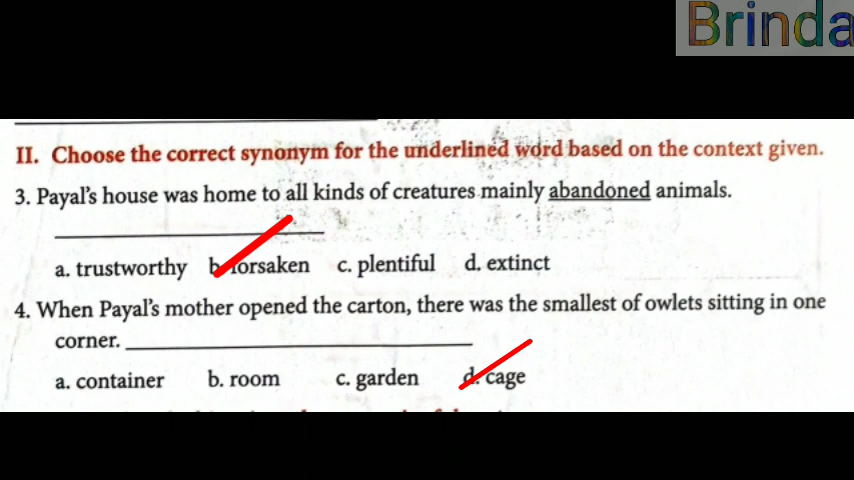 Brinda
II. Choose the correct synonym for the underlined word based on the context given.
3. Payal's house was home to all kinds of creatures mainly abandoned animals.
a. trustworthy b. forsaken c. plentiful d. extinct
4. When Payal's mother opened the carton, there was the smallest of owlets sitting in one
corner.
a. container b. room c. garden d. cage